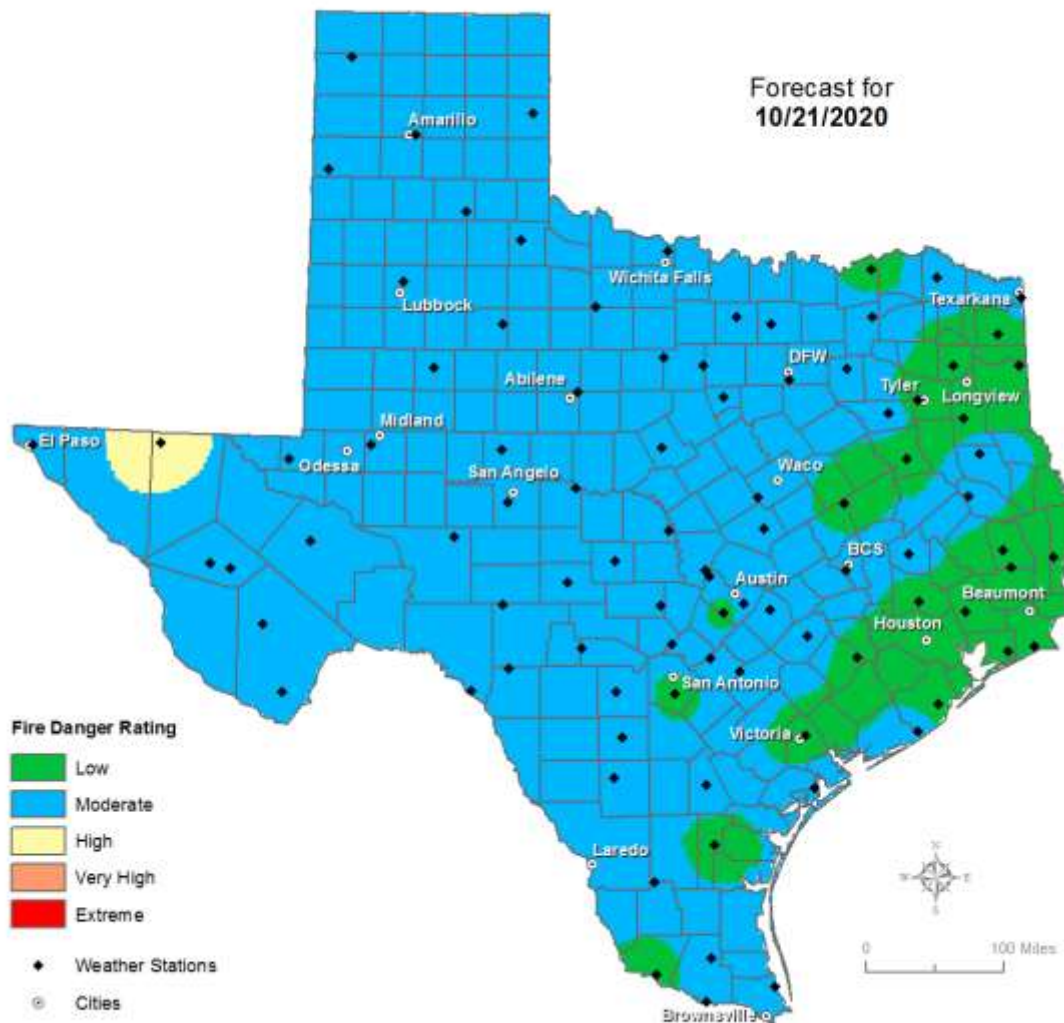 Forecast for
10/21/2020
Amarillo
Wichita Falls
Lubbock
Texarkana
DFW
Abilene
Tyler
Longview
Midland
El Paso
Odessa
San Angelo
Waco
BCS
Austin
Beaumont
Houston
San Antonio
Victoria
Laredo
Brownsville
Fire Danger Rating
Low
Moderate
High
Very High
Extreme
Weather Stations
Cities
N
W E
S
0 100 Miles